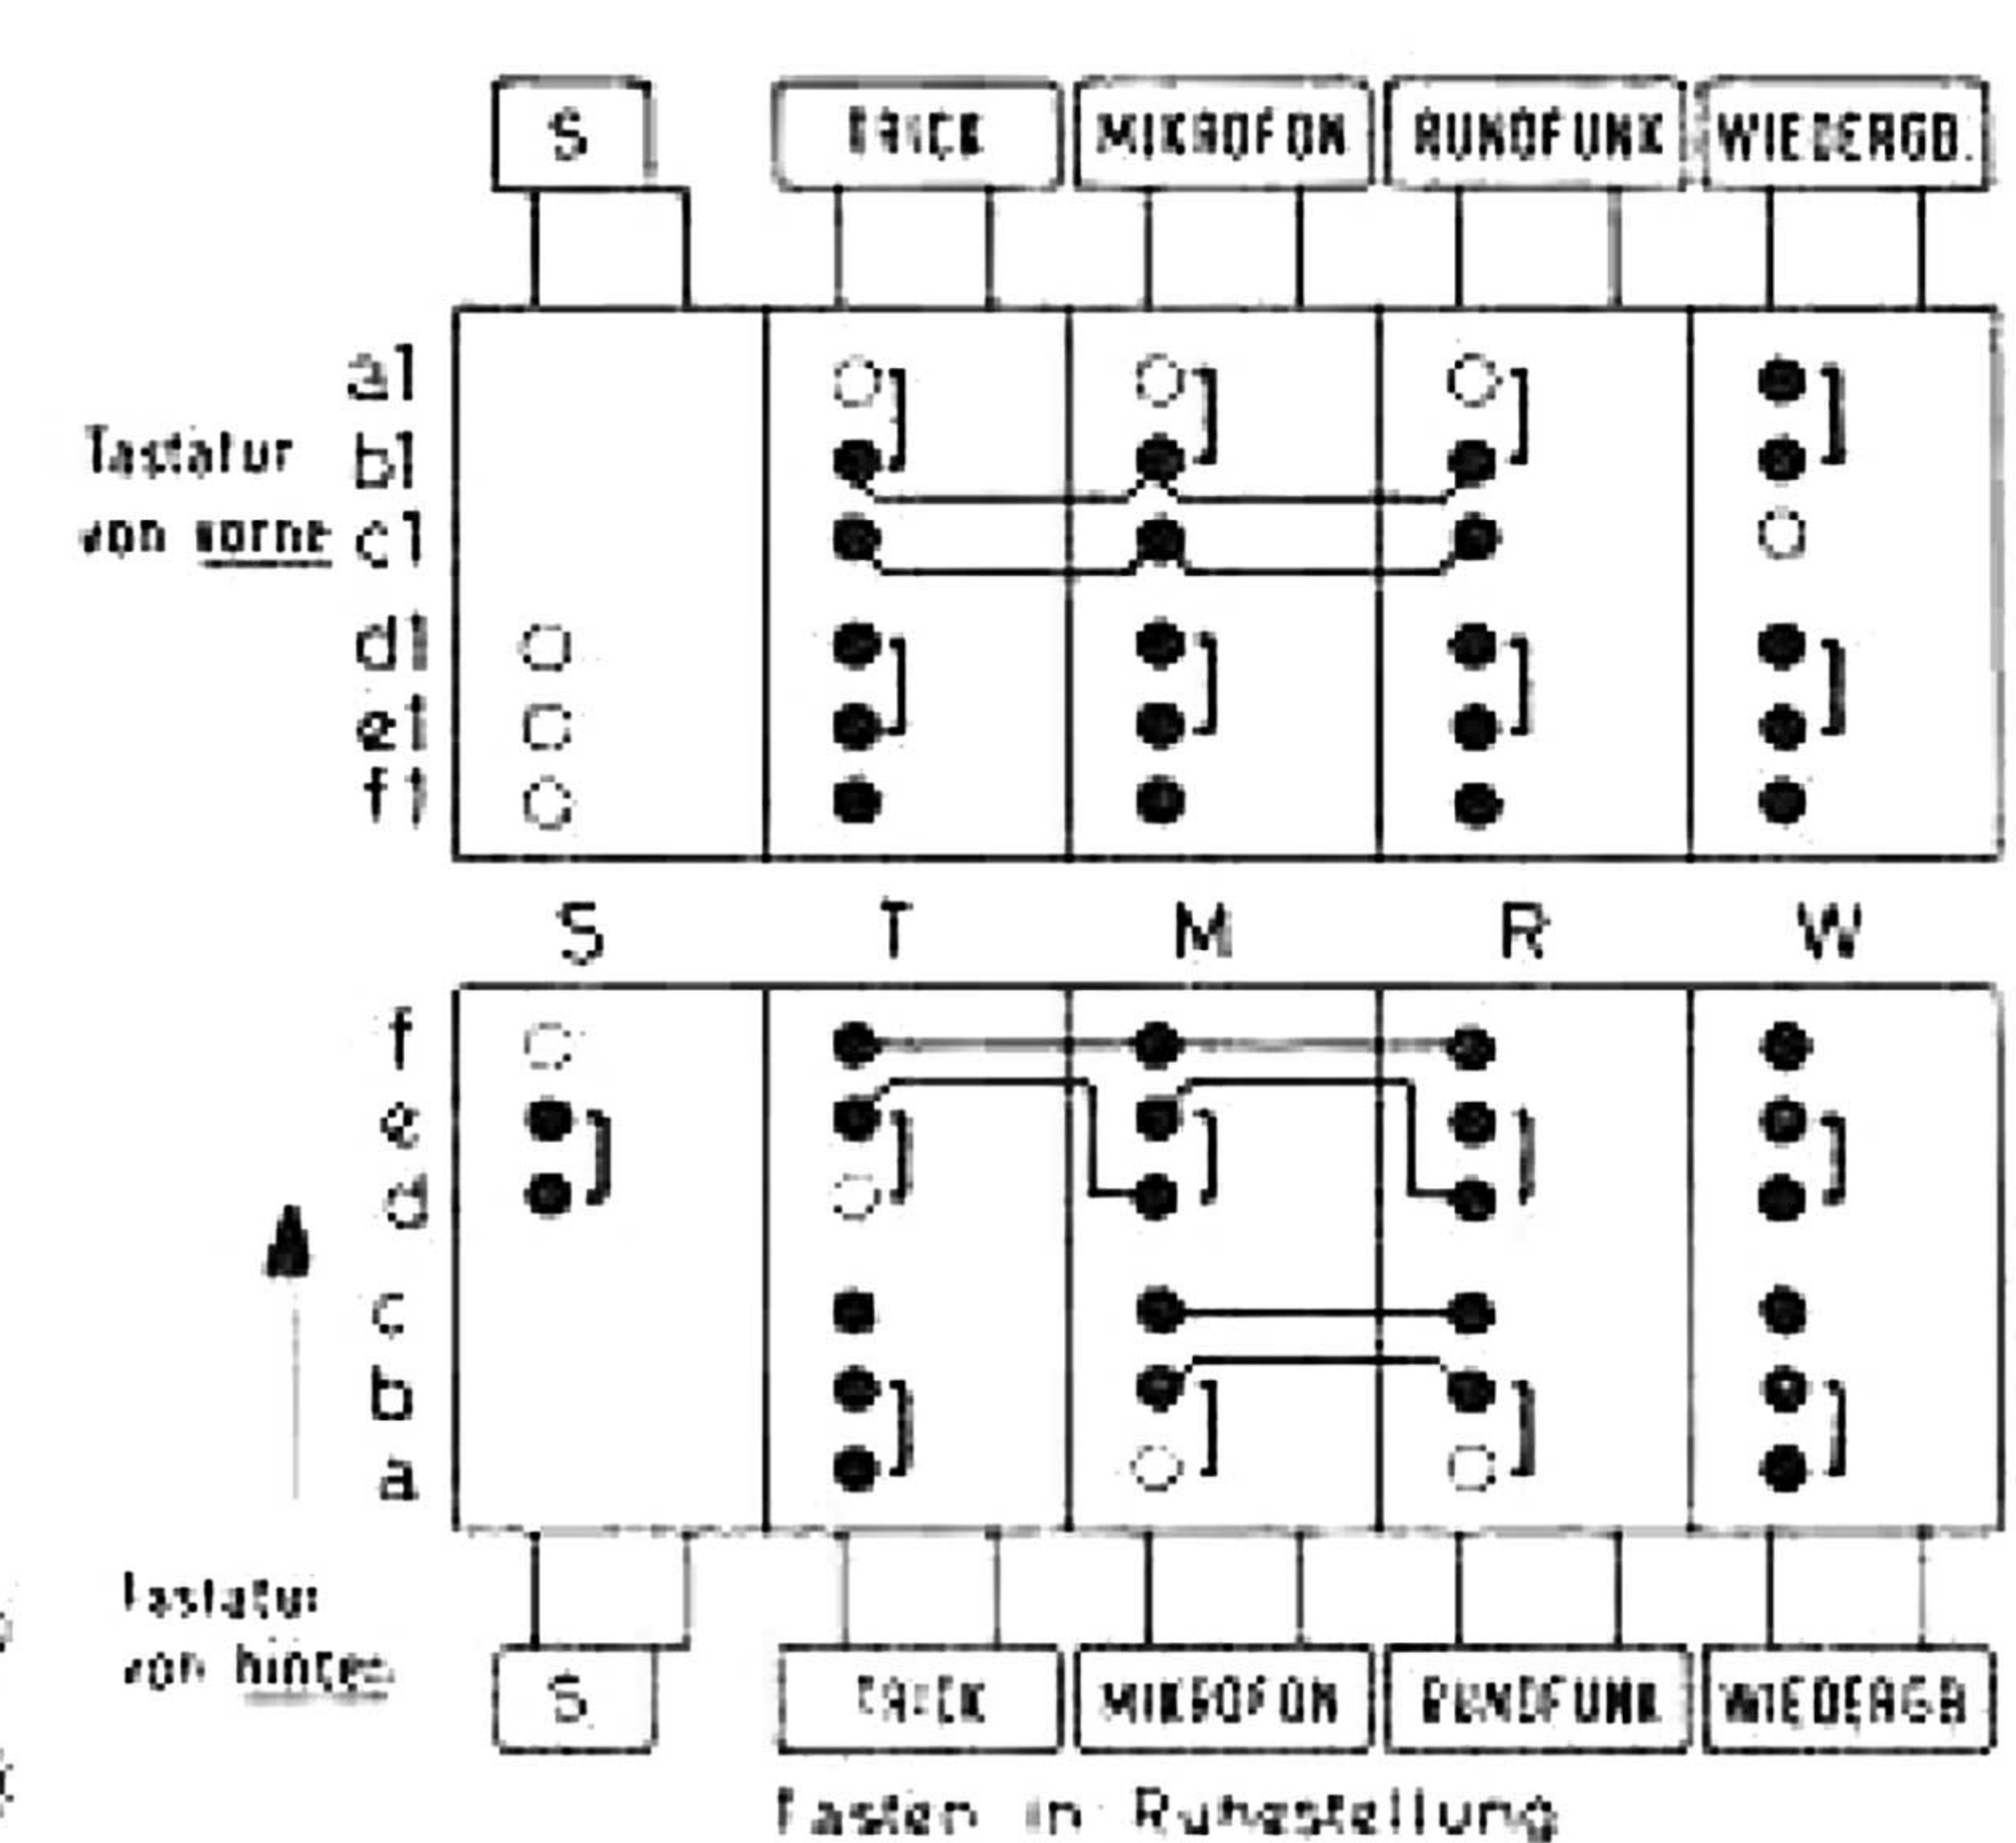 S TRICK MIKROFON RUNDFUNK WIEDERGB.
a1
Tastatur b1
von vorne c1
d1
e1
f1
S T M R W
f
e
d
c
b
a
Tastatur
von hinten
S TRICK MIKROFON RUNDFUNK WIEDERGB
Tasten in Ruhestellung